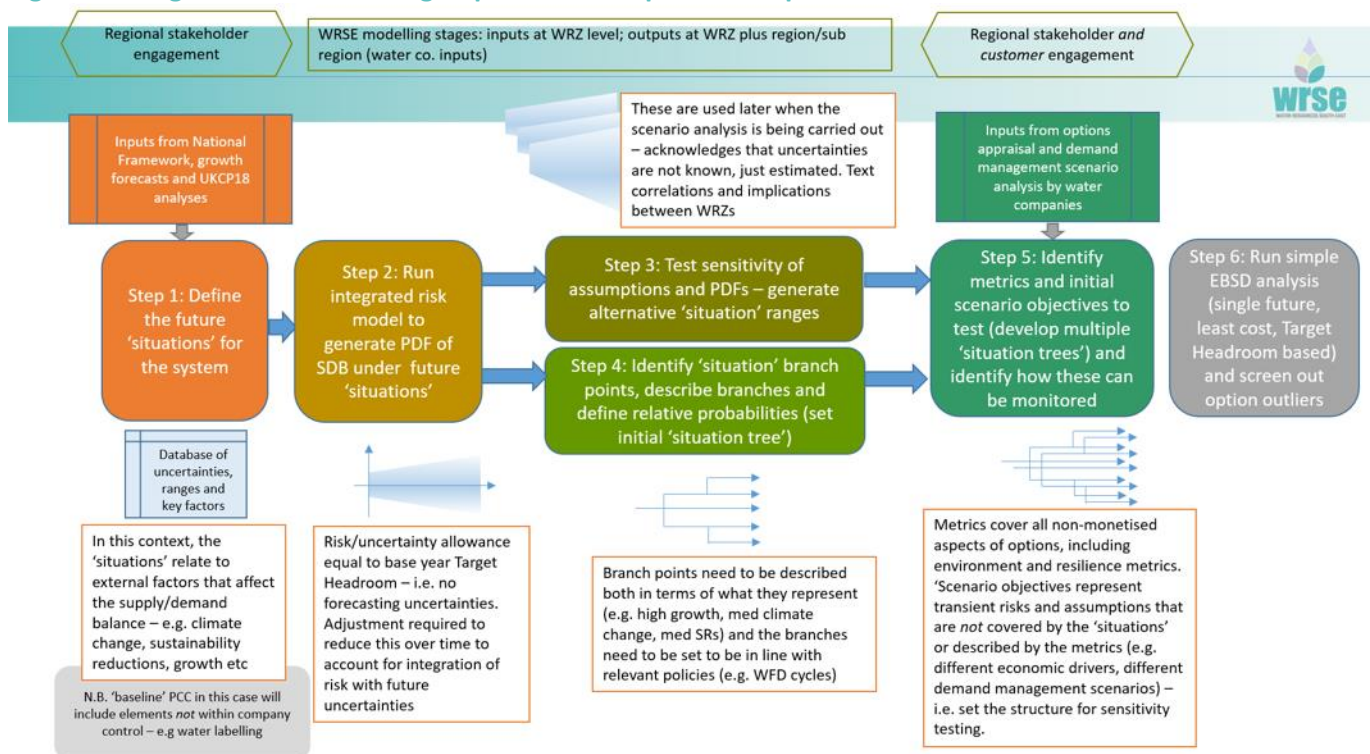 Regional stakeholder
engagement
WRSE modelling stages: inputs at WRZ level; outputs at WRZ plus region/sub
region (water co. inputs)
Regional stakeholder and
customer engagement
wrse
WATER RESOURCES SOUTH EAST
Inputs from National
Framework, growth
forecasts and UKCP18
analyses
These are used later when the
scenario analysis is being carried out
– acknowledges that uncertainties
are not known, just estimated. Text
correlations and implications
between WRZs
Inputs from options
appraisal and demand
management scenario
analysis by water
companies
Step 1: Define
the future
‘situations’ for
the system
Step 2: Run
integrated risk
model to
generate PDF of
SDB under future
‘situations’
Step 3: Test sensitivity of
assumptions and PDFs – generate
alternative ‘situation’ ranges
Step 4: Identify ‘situation’ branch
points, describe branches and
define relative probabilities (set
initial ‘situation tree’)
Step 5: Identify
metrics and initial
scenario objectives to
test (develop multiple
‘situation trees’) and
identify how these can
be monitored
Step 6: Run simple
EBSD analysis
(single future,
least cost, Target
Headroom based)
and screen out
option outliers
Database of
uncertainties,
ranges and
key factors
In this context, the
‘situations’ relate to
external factors that affect
the supply/demand
balance – e.g. climate
change, sustainability
reductions, growth etc
N.B. ‘baseline’ PCC in this case will
include elements not within company
control – e.g water labelling
Risk/uncertainty allowance
equal to base year Target
Headroom – i.e. no
forecasting uncertainties.
Adjustment required to
reduce this over time to
account for integration of
risk with future
uncertainties
Branch points need to be described
both in terms of what they represent
(e.g. high growth, med climate
change, med SRs) and the branches
need to be set to be in line with
relevant policies (e.g. WFD cycles)
Metrics cover all non-monetised
aspects of options, including
environment and resilience metrics.
‘Scenario objectives represent
transient risks and assumptions that
are not covered by the ‘situations’
or described by the metrics (e.g.
different economic drivers, different
demand management scenarios) –
i.e. set the structure for sensitivity
testing.